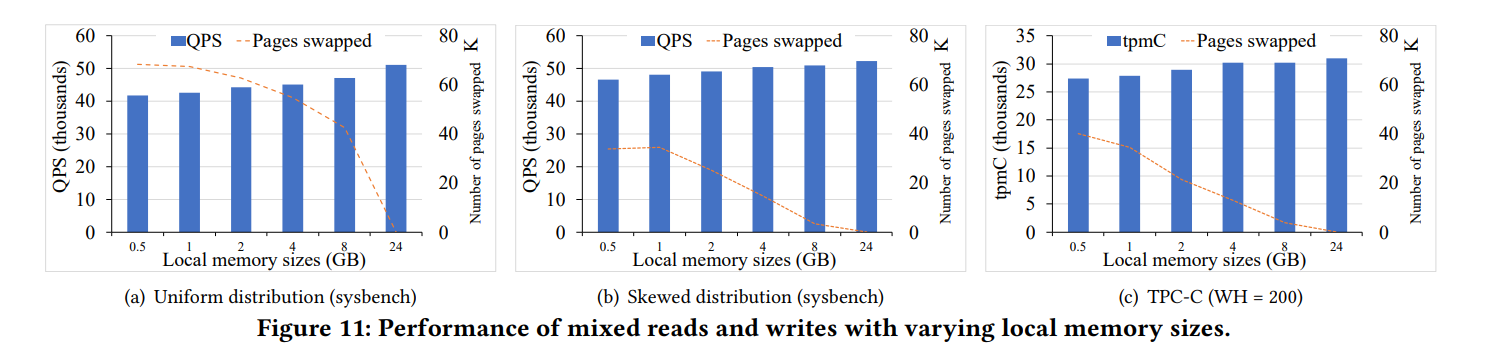 QPS Pages swapped
60
50
40
30
20
10
0
QPS (thousands)
80
60
40
20
0
K
Number of pages swapped
0.5 1 2 4 8 24
Local memory sizes (GB)
(a) Uniform distribution (sysbench)
QPS Pages swapped
60
50
40
30
20
10
0
QPS (thousands)
80
60
40
20
0
K
Number of pages swapped
0.5 1 2 4 8 24
Local memory sizes (GB)
(b) Skewed distribution (sysbench)
tpmC Pages swapped
35
30
25
20
15
10
5
0
tpmC (thousands)
80
60
40
20
0
K
Number of pages swapped
0.5 1 2 4 8 24
Local memory sizes (GB)
(c) TPC-C (WH = 200)
Figure 11: Performance of mixed reads and writes with varying local memory sizes.